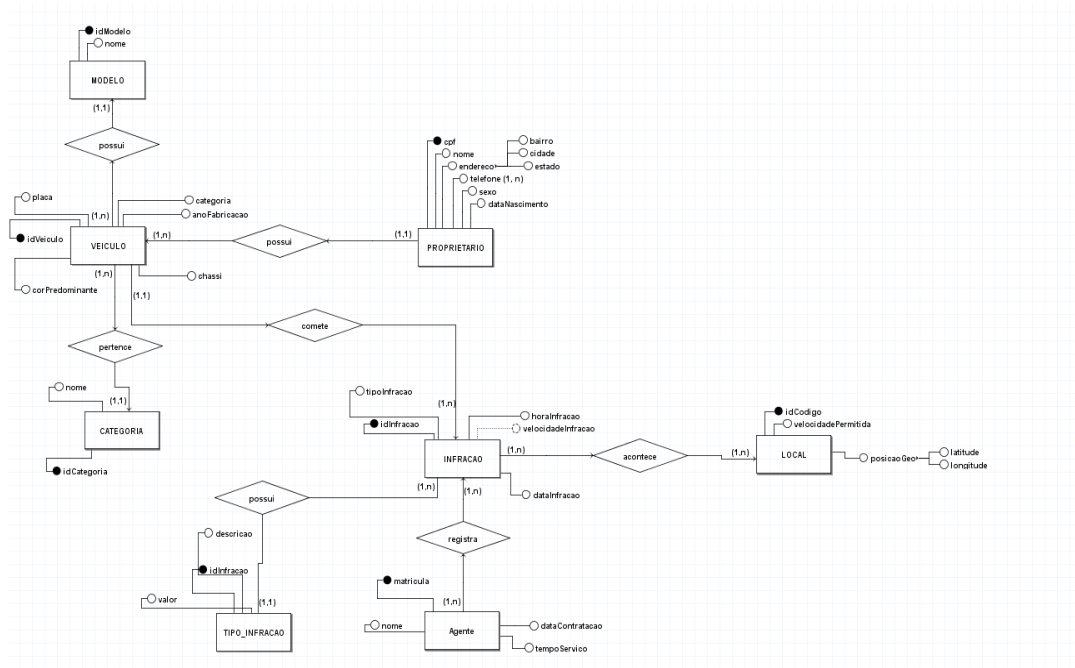 idModelo
nome
MODELO
(1,1)
possui
placa
categoria
anoFabricacao
(1,n)
idVeiculo
VEICULO
(1,n)
possui
(1,1)
cpf
nome
endereco
bairro
cidade
estado
telefone (1, n)
sexo
dataNascimento
PROPRIETARIO
(1,n)
chassi
corPredominante
(1,1)
comete
pertence
nome
(1,1)
CATEGORIA
idCategoria
tipoInfracao
(1,n)
idInfracao
horaInfracao
velocidadeInfracao
INFRACAO
(1,n)
acontece
(1,n)
idCodigo
velocidadePermitida
LOCAL
posicaoGeo
latitude
longitude
(1,n)
(1,n)
dataInfracao
possui
registra
descricao
idInfracao
valor
(1,1)
TIPO_INFRACAO
matricula
(1,n)
nome
Agente
dataContratacao
tempoServico